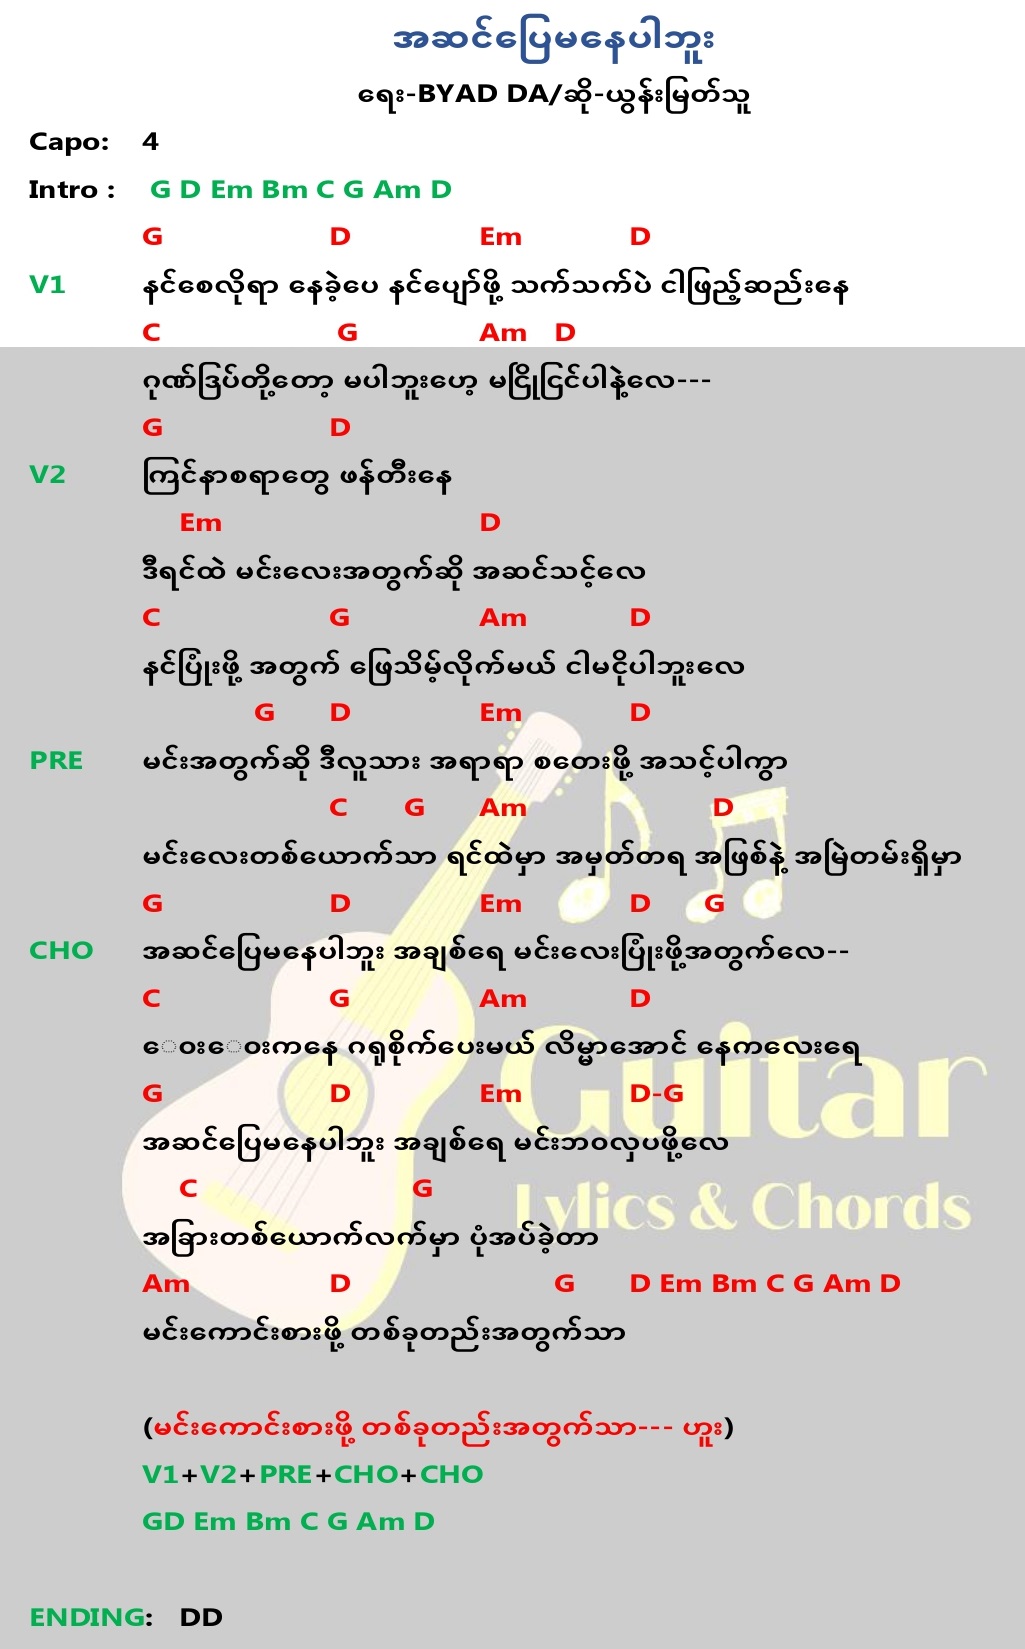 အဆင်ပြေမနေပါဘူး
ရေး-BYAD DA/ဆို-ယွန်းမြတ်သူ
Capo: 4
Intro : G D Em Bm C G Am D
G D Em D
V1 နင်စေလိုရာ နေခဲ့ပေ နင်ပျော်ဖို့ သက်သက်ပဲ ငါဖြည့်ဆည်းနေ
C G Am D
ဂုဏ်ဒြပ်တို့တော့ မပါဘူးဟေ့ မငြိုငြင်ပါနဲ့လေ---
G D
V2 ကြင်နာစရာတွေ ဖန်တီးနေ
Em D
ဒီရင်ထဲ မင်းလေးအတွက်ဆို အဆင်သင့်လေ
C G Am D
နင်ပြုံးဖို့ အတွက် ဖြေသိမ့်လိုက်မယ် ငါမငိုပါဘူးလေ
G D Em D
PRE မင်းအတွက်ဆို ဒီလူသား အရာရာ စတေးဖို့ အသင့်ပါကွာ
C G Am D
မင်းလေးတစ်ယောက်သာ ရင်ထဲမှာ အမှတ်တရ အဖြစ်နဲ့ အမြဲတမ်းရှိမှာ
G D Em D G
CHO အဆင်ပြေမနေပါဘူး အချစ်ရေ မင်းလေးပြုံးဖို့အတွက်လေ--
C G Am D
ေဝးေဝးကနေ ဂရုစိုက်ပေးမယ် လိမ္မာအောင် နေကလေးရေ
G D Em D-G
အဆင်ပြေမနေပါဘူး အချစ်ရေ မင်းဘဝလှပဖို့လေ
C G
အခြားတစ်ယောက်လက်မှာ ပုံအပ်ခဲ့တာ
Am D G D Em Bm C G Am D
မင်းကောင်းစားဖို့ တစ်ခုတည်းအတွက်သာ
(မင်းကောင်းစားဖို့ တစ်ခုတည်းအတွက်သာ--- ဟူး)
V1+V2+PRE+CHO+CHO
GD Em Bm C G Am D
ENDING: DD
Guitar
Lylics & Chords